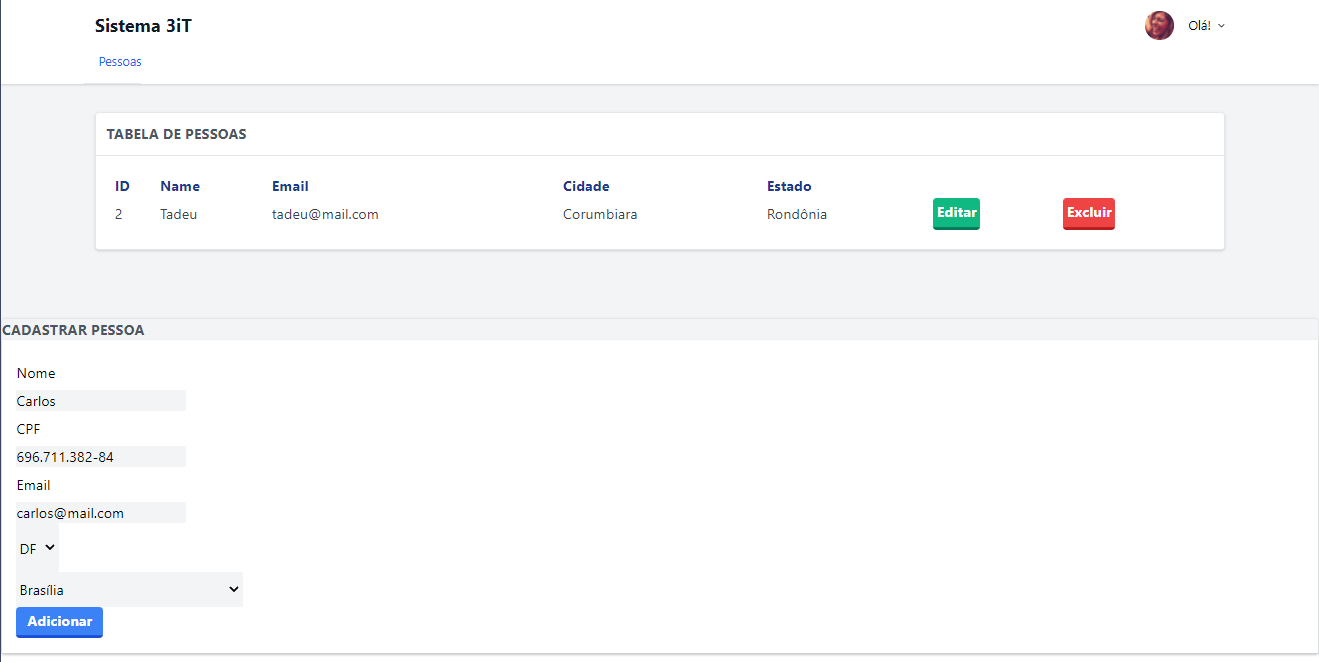 Sistema 3iT
Olá!
Pessoas
TABELA DE PESSOAS
ID Name Email Cidade Estado
2 Tadeu tadeu@mail.com Corumbiara Rondônia Editar Excluir
CADASTRAR PESSOA
Nome
Carlos
CPF
696.711.382-84
Email
carlos@mail.com
DF
Brasília
Adicionar